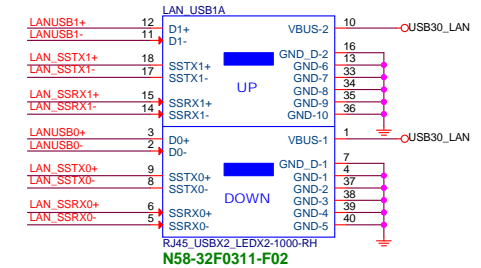 LAN_USB1A
LANUSB1+ 12 D1+ VBUS-2 10 USB30_LAN
LANUSB1- 11 D1-
GND_D-2 16
LAN_SSTX1+ 18 SSTX1+ GND-6 13
LAN_SSTX1- 17 SSTX1- GND-7 33
UP GND-8 34
LAN_SSRX1+ 15 SSRX1+ GND-9 35
LAN_SSRX1- 14 SSRX1- GND-10 36
LANUSB0+ 3 D0+ VBUS-1 1 USB30_LAN
LANUSB0- 2 D0-
GND_D-1 7
LAN_SSTX0+ 9 SSTX0+ GND-1 4
LAN_SSTX0- 8 SSTX0- GND-2 37
DOWN GND-3 38
LAN_SSRX0+ 6 SSRX0+ GND-4 39
LAN_SSRX0- 5 SSRX0- GND-5 40
RJ45_USBX2_LEDX2-1000-RH
N58-32F0311-F02